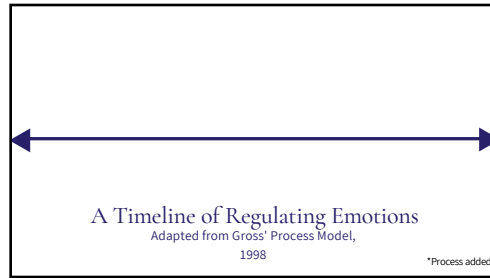 A Timeline of Regulating Emotions
Adapted from Gross' Process Model,
1998
*Process added